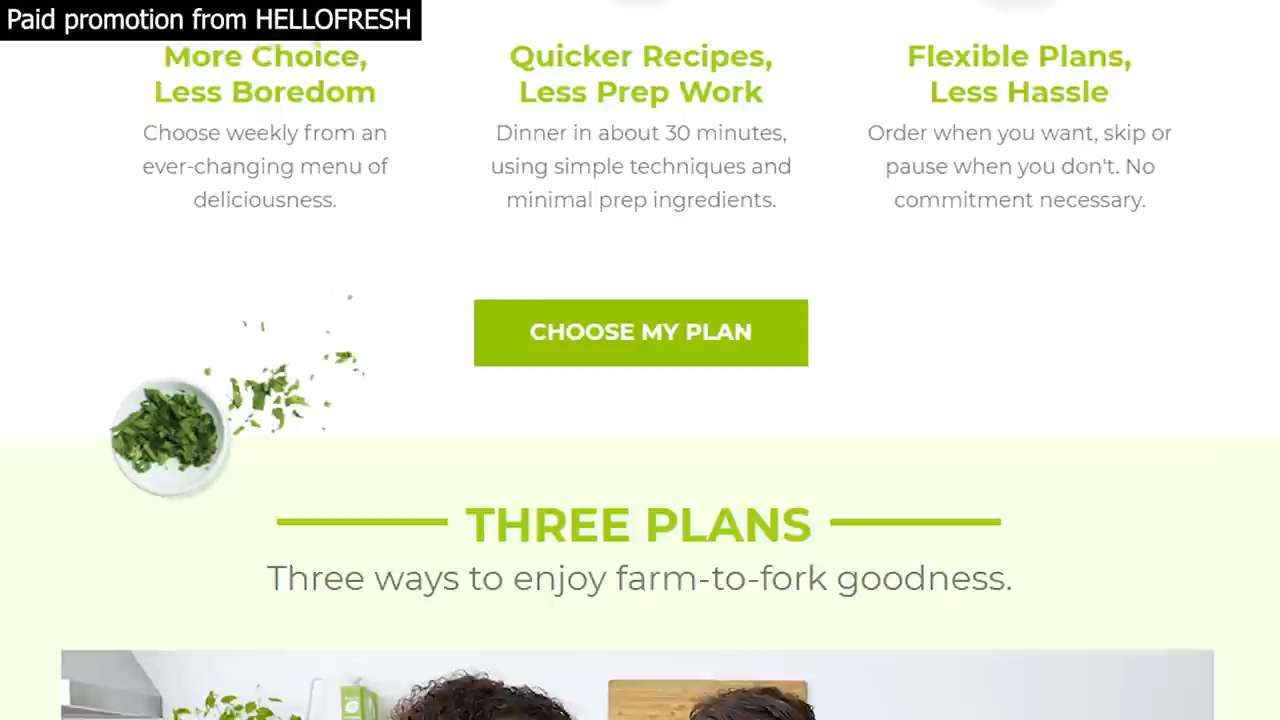 Paid promotion from HELLOFRESH
More Choice,
Less Boredom
Choose weekly from an
ever-changing menu of
deliciousness.
Quicker Recipes,
Less Prep Work
Dinner in about 30 minutes,
using simple techniques and
minimal prep ingredients.
Flexible Plans,
Less Hassle
Order when you want, skip or
pause when you don't. No
commitment necessary.
CHOOSE MY PLAN
THREE PLANS
Three ways to enjoy farm-to-fork goodness.